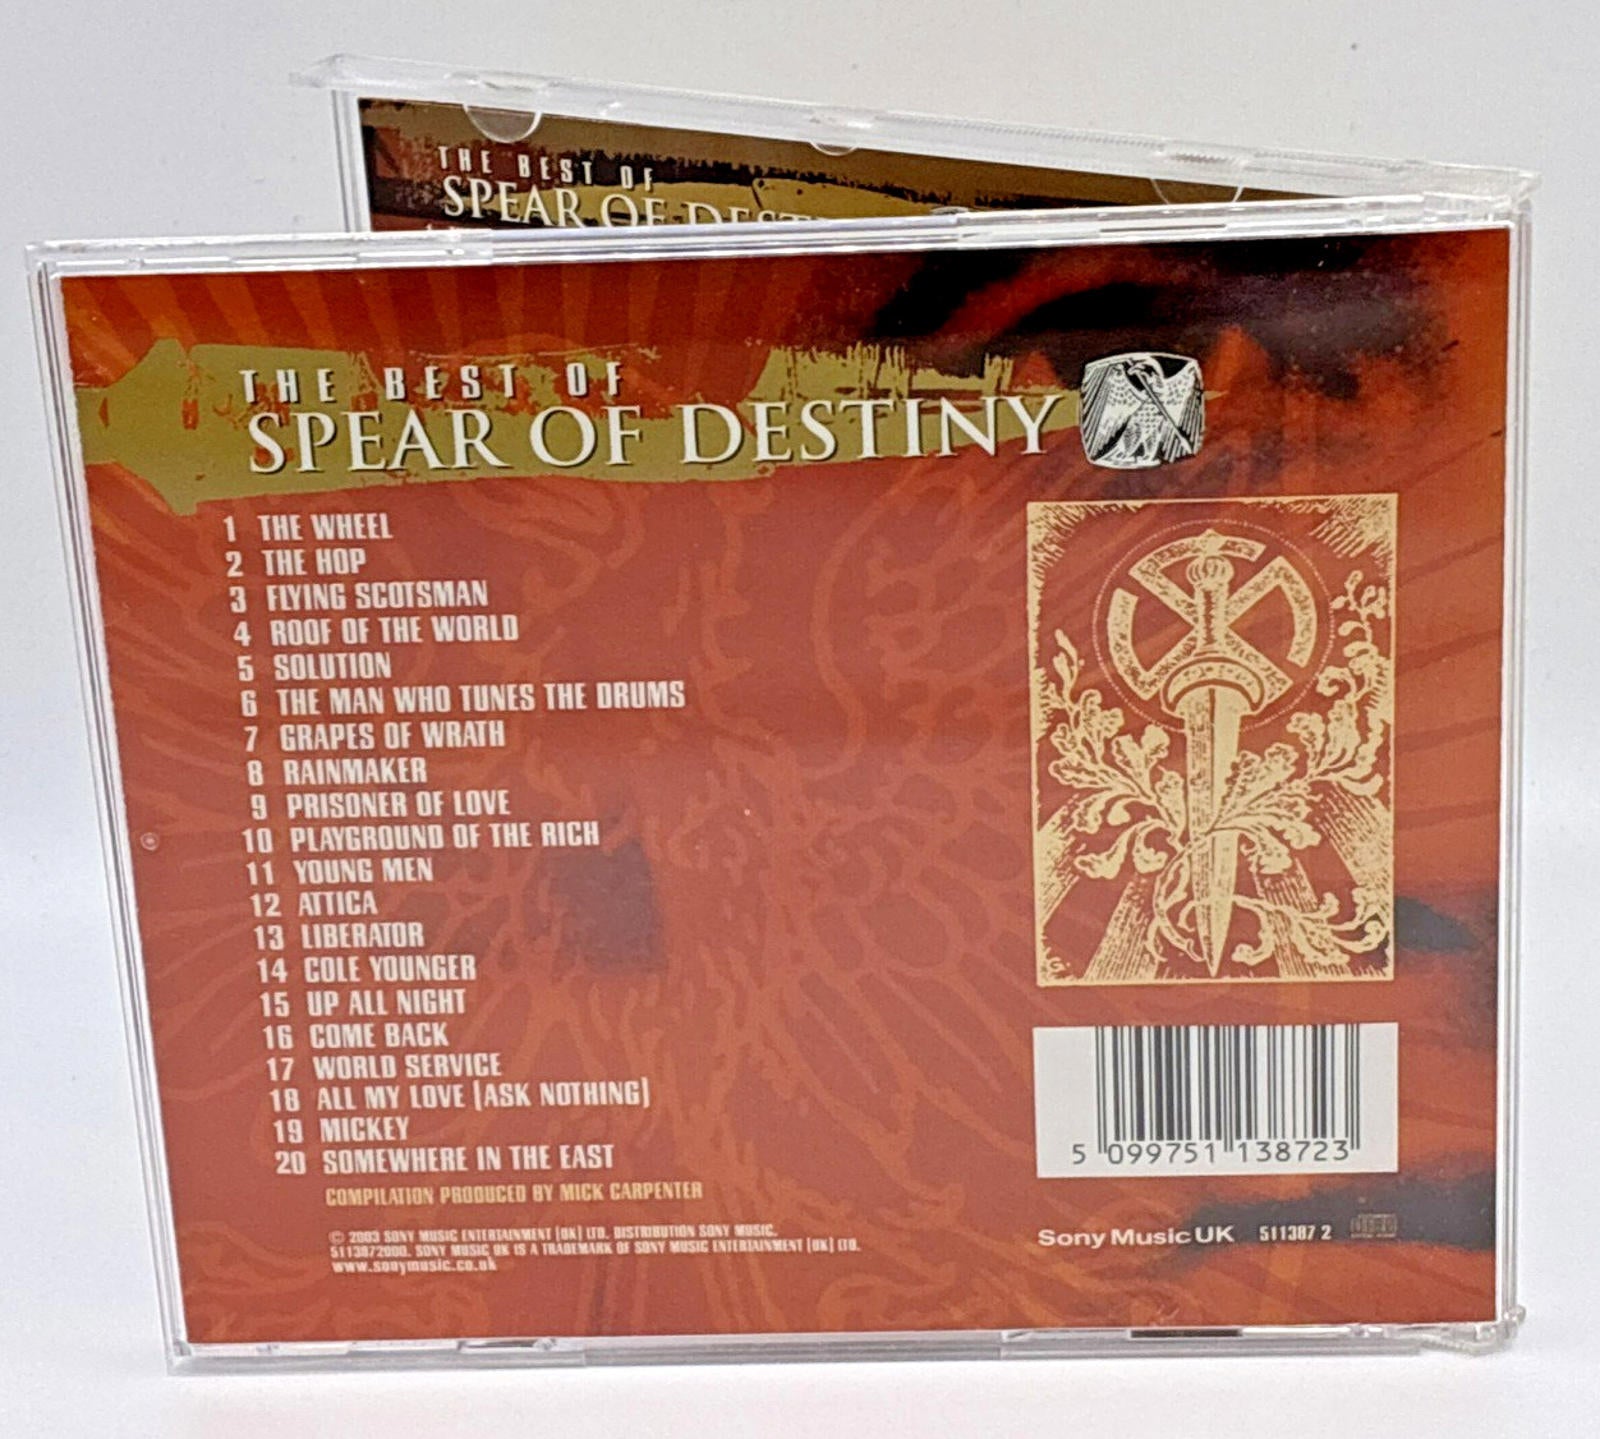 THE BEST OF
SPEAR OF DEST
THE BEST OF
SPEAR OF DESTINY
1 THE WHEEL
2 THE HOP
3 FLYING SCOTSMAN
4 ROOF OF THE WORLD
5 SOLUTION
6 THE MAN WHO TUNES THE DRUMS
7 GRAPES OF WRATH
8 RAINMAKER
9 PRISONER OF LOVE
10 PLAYGROUND OF THE RICH
11 YOUNG MEN
12 ATTICA
13 LIBERATOR
14 COLE YOUNGER
15 UP ALL NIGHT
16 COME BACK
17 WORLD SERVICE
18 ALL MY LOVE (ASK NOTHING)
19 MICKEY
20 SOMEWHERE IN THE EAST
COMPILATION PRODUCED BY MICK CARPENTER
© 2003 SONY MUSIC ENTERTAINMENT (UK) LTD. DISTRIBUTION SONY MUSIC.
5113872000. SONY MUSIC UK IS A TRADEMARK OF SONY MUSIC ENTERTAINMENT (UK) LTD.
www.sonymusic.co.uk
5 099751 138723
Sony Music UK 511387 2